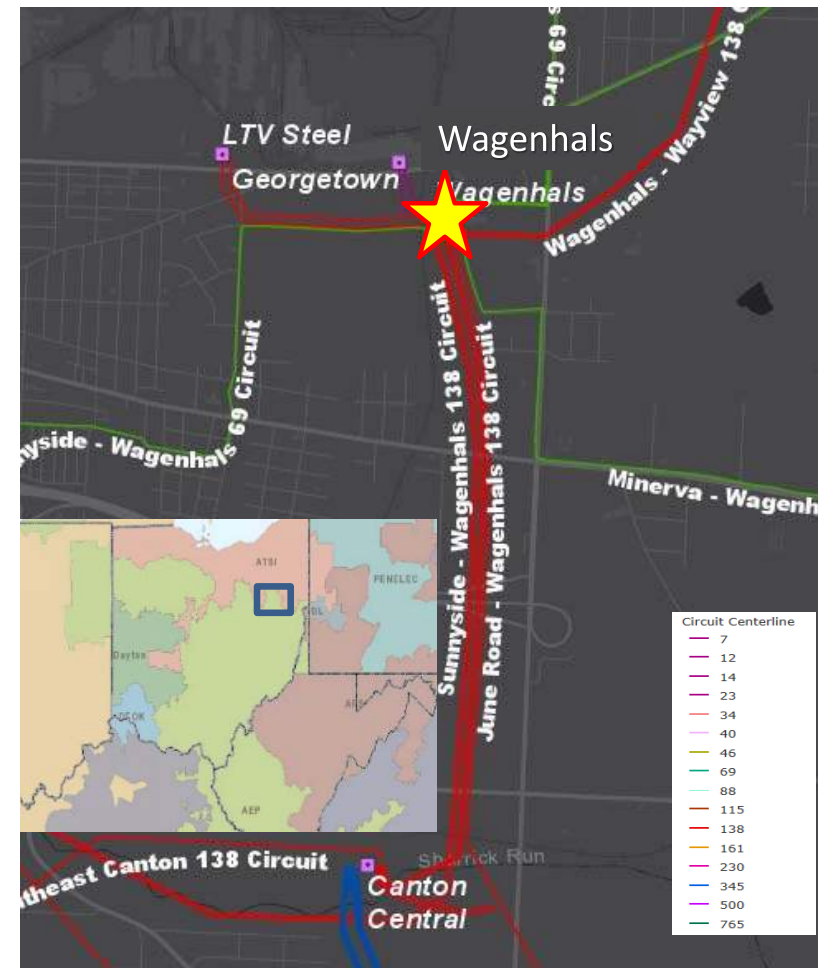 s 69 Circ
Wagenhals - Wayview 138 C
LTV Steel
Wagenhals
Georgetown
Wagenhals
69 Circuit
nyside - Wagenhals
Sunnyside - Wagenhals 138 Circuit
June Road - Wagenhals 138 Circuit
Minerva - Wagenh
ATSI
PENELEC
DL
Dayton
DEOK
AEP
Circuit Centerline
7
12
14
23
34
40
46
69
88
115
138
161
230
345
500
765
utheast Canton 138 Circuit
Sherrick Run
Canton
Central